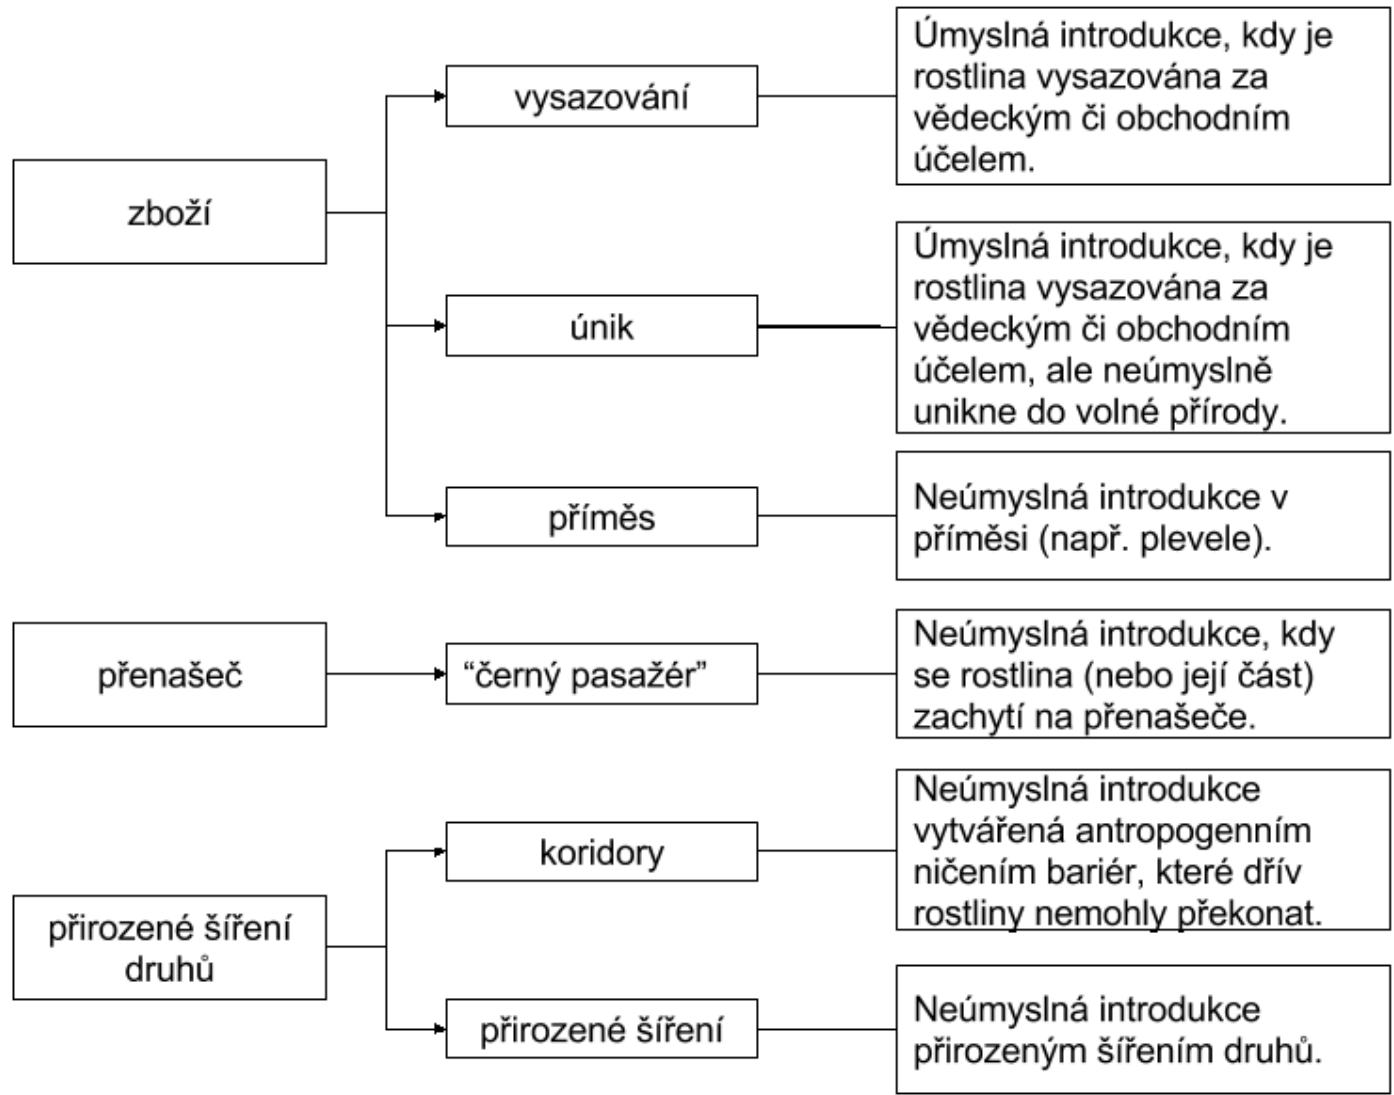 zboží
vysazování
Úmyslná introdukce, kdy je
rostlina vysazována za
vědeckým či obchodním
účelem.
únik
Úmyslná introdukce, kdy je
rostlina vysazována za
vědeckým či obchodním
účelem, ale neúmyslně
unikne do volné přírody.
příměs
Neúmyslná introdukce v
příměsi (např. plevele).
přenašeč
“černý pasažér”
Neúmyslná introdukce, kdy
se rostlina (nebo její část)
zachytí na přenašeče.
přirozené šíření
druhů
koridory
Neúmyslná introdukce
vytvářená antropogenním
ničením bariér, které dřív
rostliny nemohly překonat.
přirozené šíření
Neúmyslná introdukce
přirozeným šířením druhů.